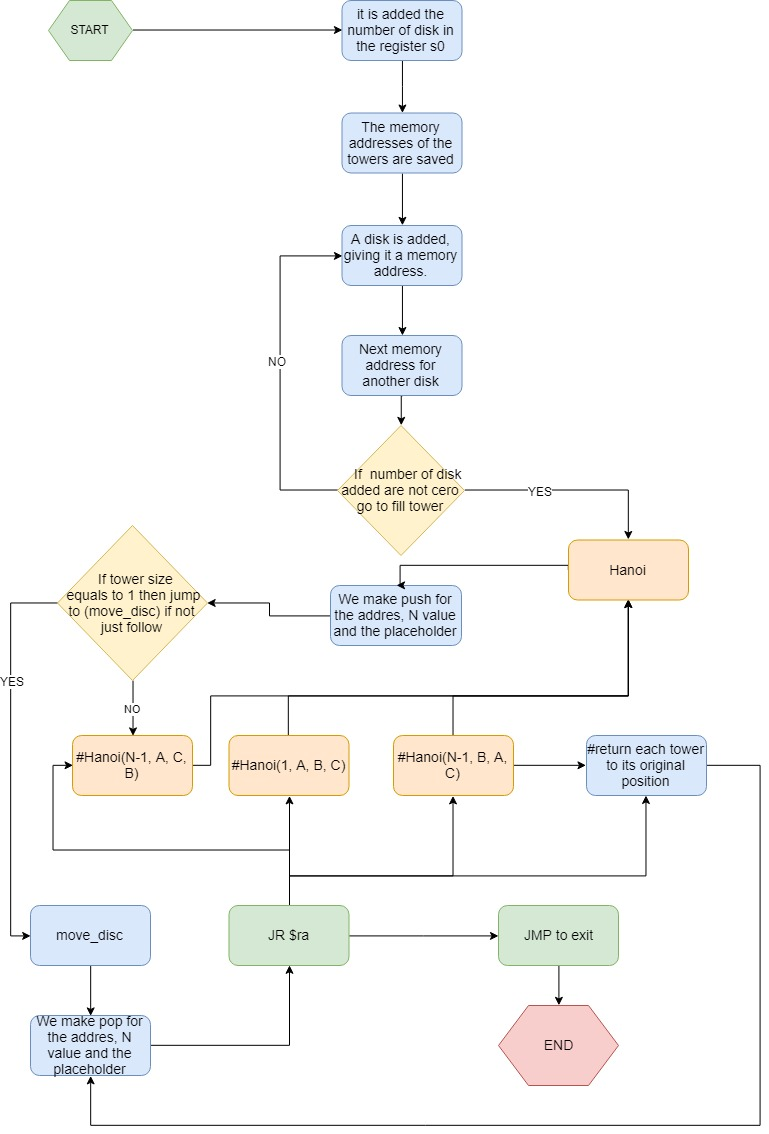 START
it is added the
number of disk in
the register s0
The memory
addresses of the
towers are saved
A disk is added,
giving it a memory
address.
Next memory
address for
another disk
NO
If number of disk
added are not cero
go to fill tower
YES
Hanoi
We make push for
the addres, N value
and the placeholder
If tower size
equals to 1 then jump
to (move_disc) if not
just follow
YES
NO
#Hanoi(N-1, A, C,
B)
#Hanoi(1, A, B, C)
#Hanoi(N-1, B, A,
C)
#return each tower
to its original
position
move_disc
JR $ra
JMP to exit
We make pop for
the addres, N
value and the
placeholder
END